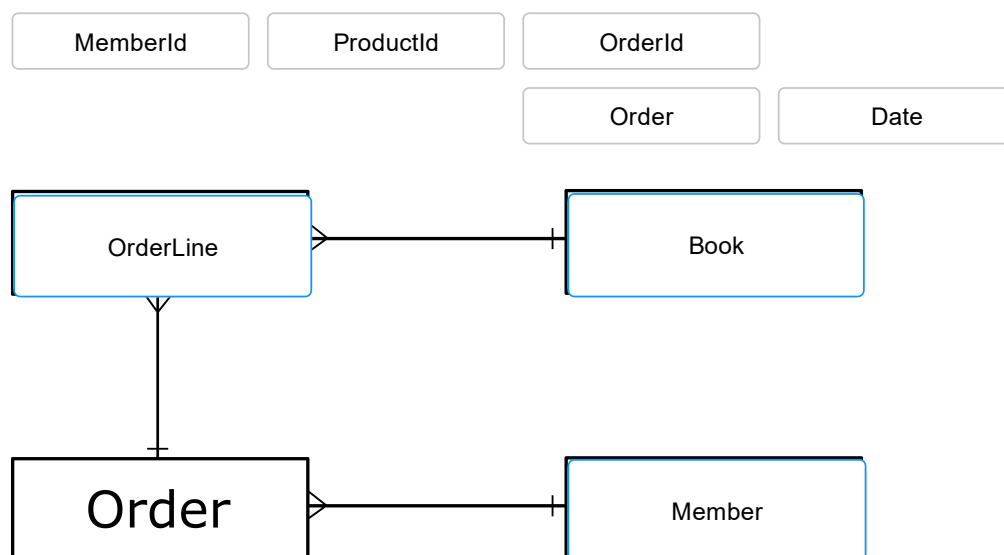 MemberId
ProductId
OrderId
Order
Date
OrderLine
Book
Order
Member